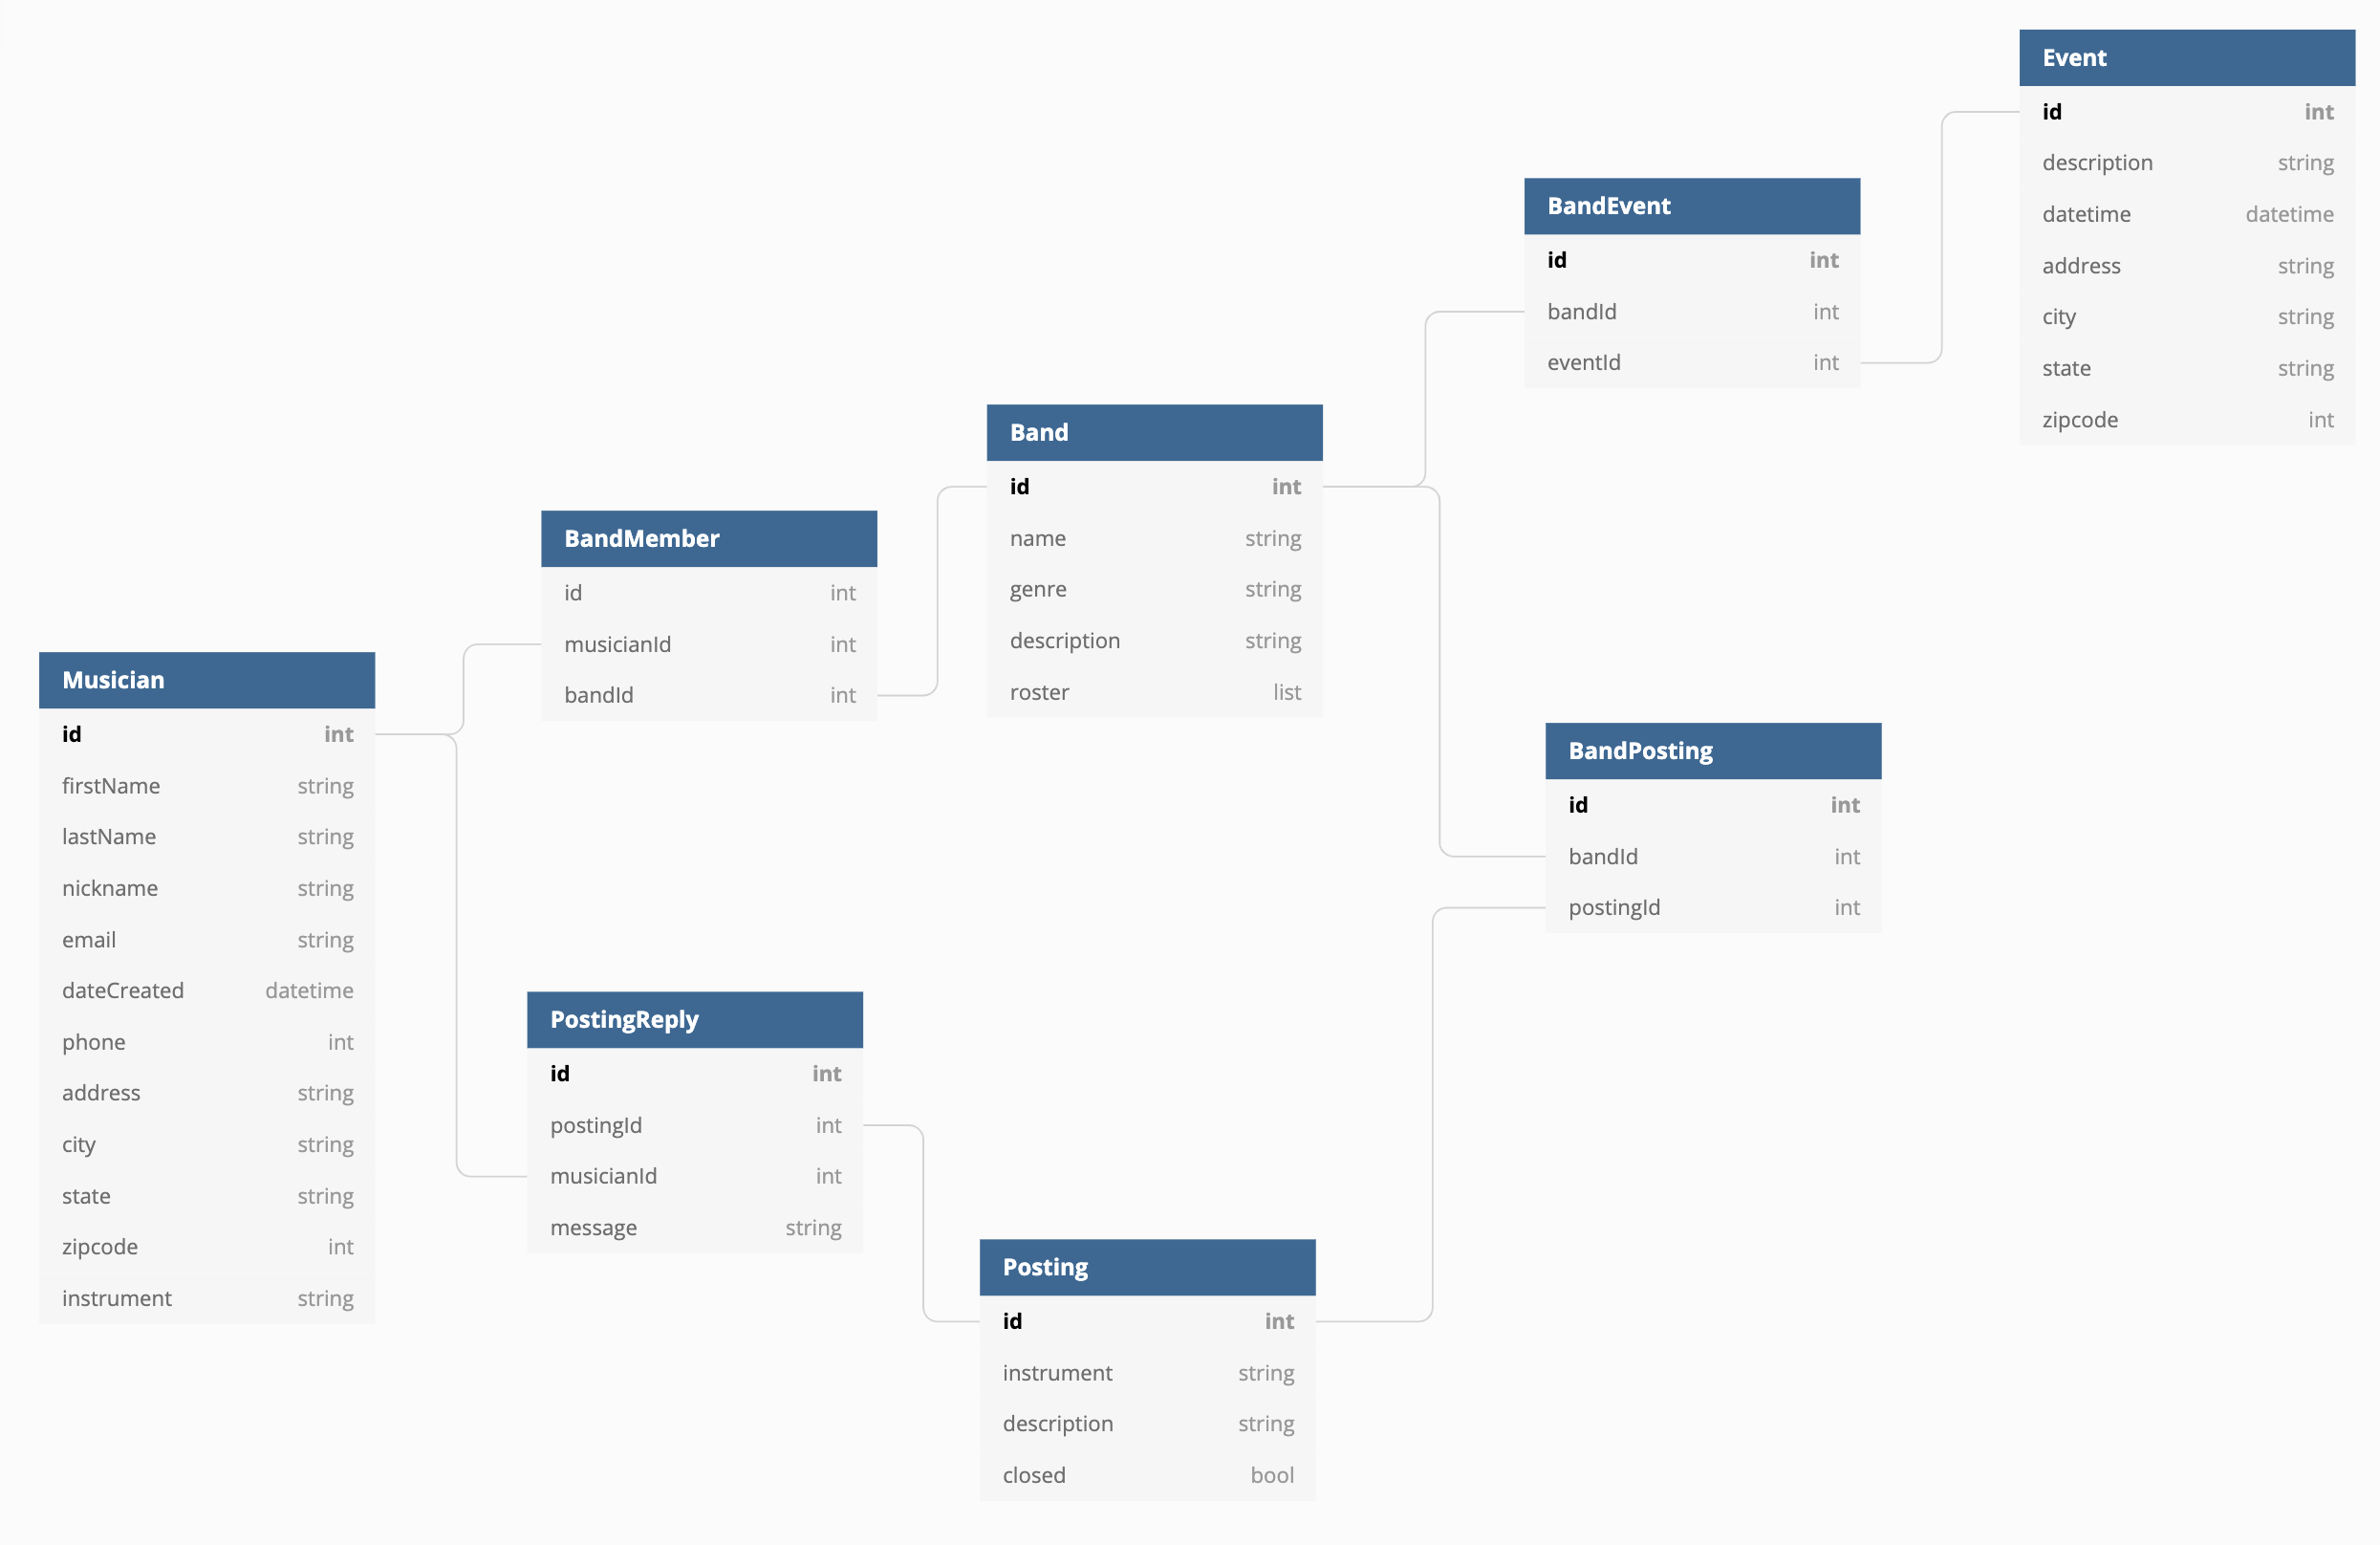 Event
id int
description string
datetime datetime
address string
city string
state string
zipcode int
BandEvent
id int
bandId int
eventId int
Band
id int
name string
genre string
description string
roster list
BandMember
id int
musicianId int
bandId int
Musician
id int
firstName string
lastName string
nickname string
email string
dateCreated datetime
phone int
address string
city string
state string
zipcode int
instrument string
BandPosting
id int
bandId int
postingId int
PostingReply
id int
postingId int
musicianId int
message string
Posting
id int
instrument string
description string
closed bool